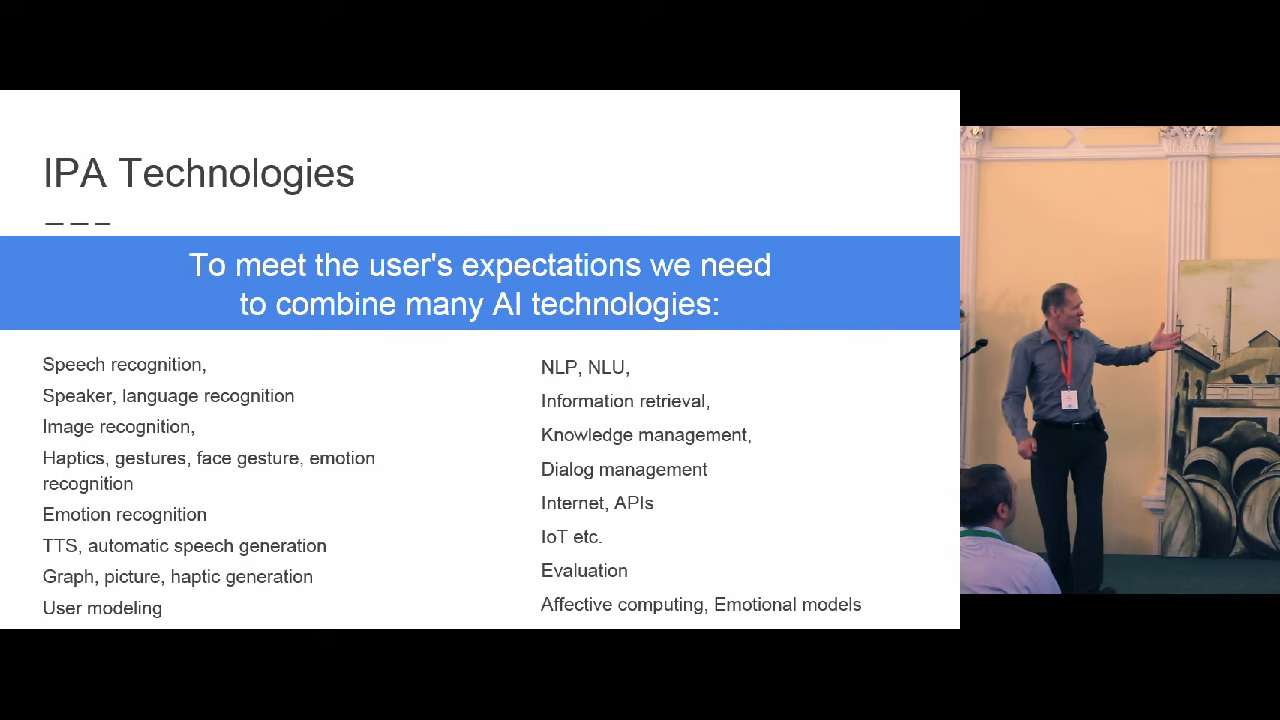 IPA Technologies
To meet the user's expectations we need
to combine many AI technologies:
Speech recognition,
Speaker, language recognition
Image recognition,
Haptics, gestures, face gesture, emotion
recognition
Emotion recognition
TTS, automatic speech generation
Graph, picture, haptic generation
User modeling
NLP, NLU,
Information retrieval,
Knowledge management,
Dialog management
Internet, APIs
IoT etc.
Evaluation
Affective computing, Emotional models